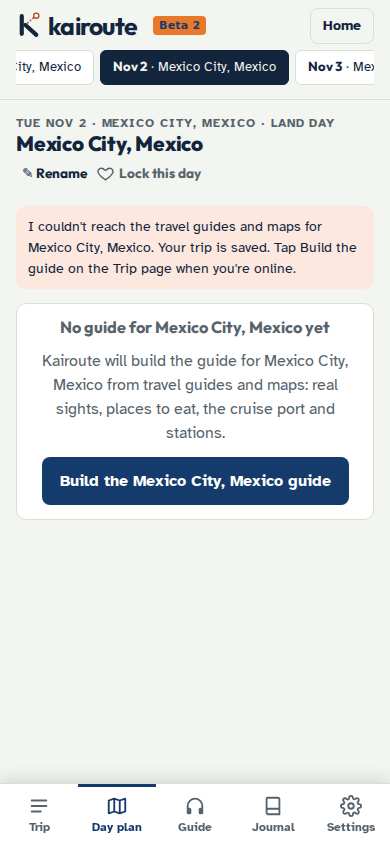 kairoute
Beta 2
Home
ity, Mexico
Nov 2 · Mexico City, Mexico
Nov 3 · Mex
TUE NOV 2 · MEXICO CITY, MEXICO · LAND DAY
Mexico City, Mexico
✎ Rename
Lock this day
I couldn't reach the travel guides and maps for
Mexico City, Mexico. Your trip is saved. Tap Build the
guide on the Trip page when you're online.
No guide for Mexico City, Mexico yet
Kairoute will build the guide for Mexico City,
Mexico from travel guides and maps: real
sights, places to eat, the cruise port and
stations.
Build the Mexico City, Mexico guide
Trip
Day plan
Guide
Journal
Settings